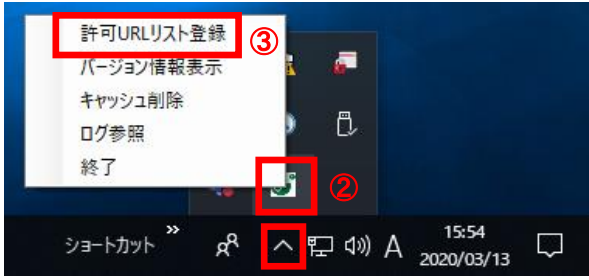 許可URLリスト登録
③
バージョン情報表示
キャッシュ削除
ログ参照
終了
②
ショートカット
»
A
15:54
2020/03/13